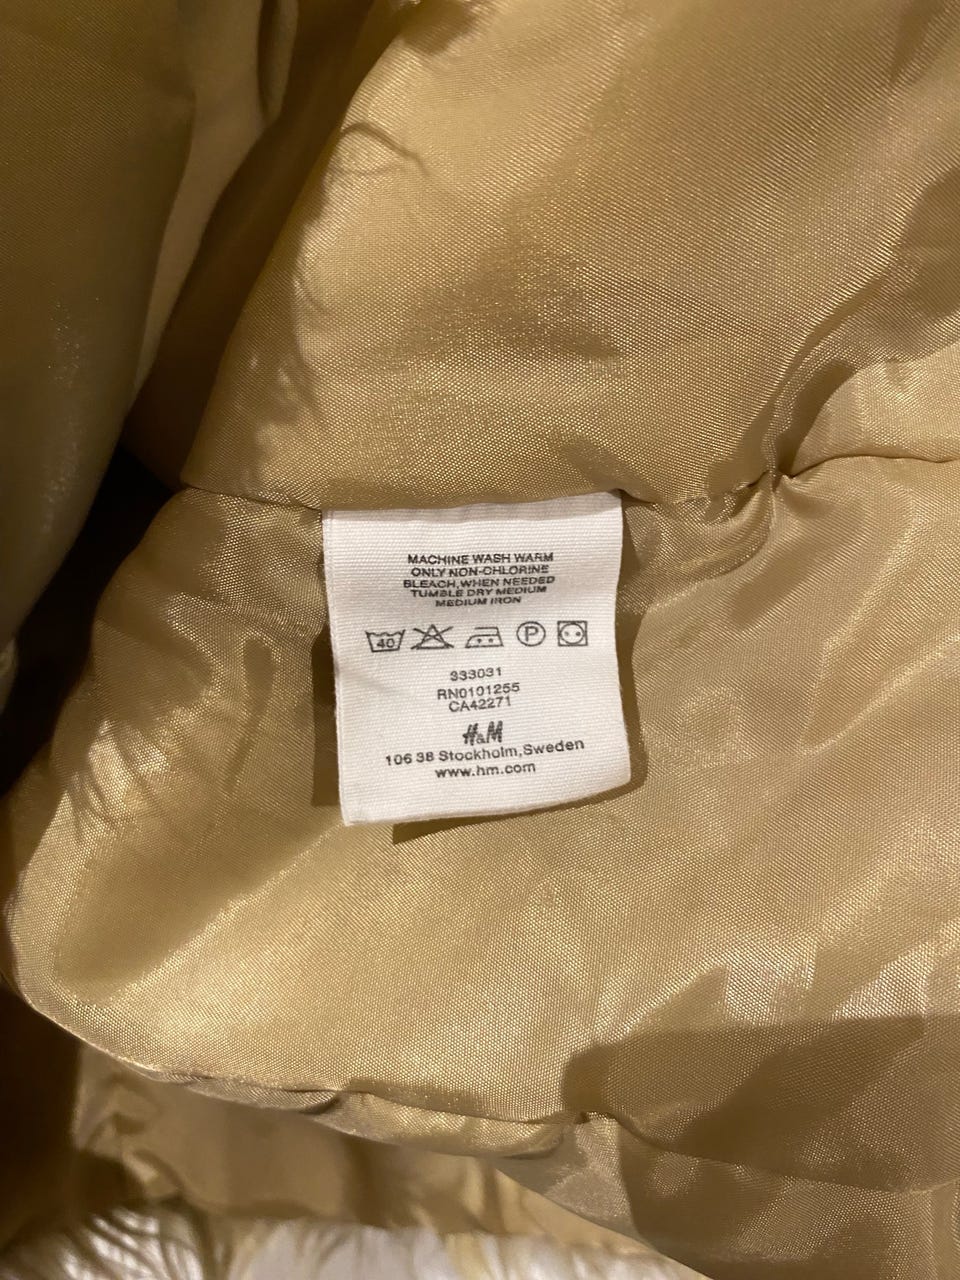 MACHINE WASH WARM
ONLY NON-CHLORINE
BLEACH,WHEN NEEDED
TUMBLE DRY MEDIUM
MEDIUM IRON
40 P
333031
RN0101255
CA42271
H&M
106 38 Stockholm,Sweden
www.hm.com